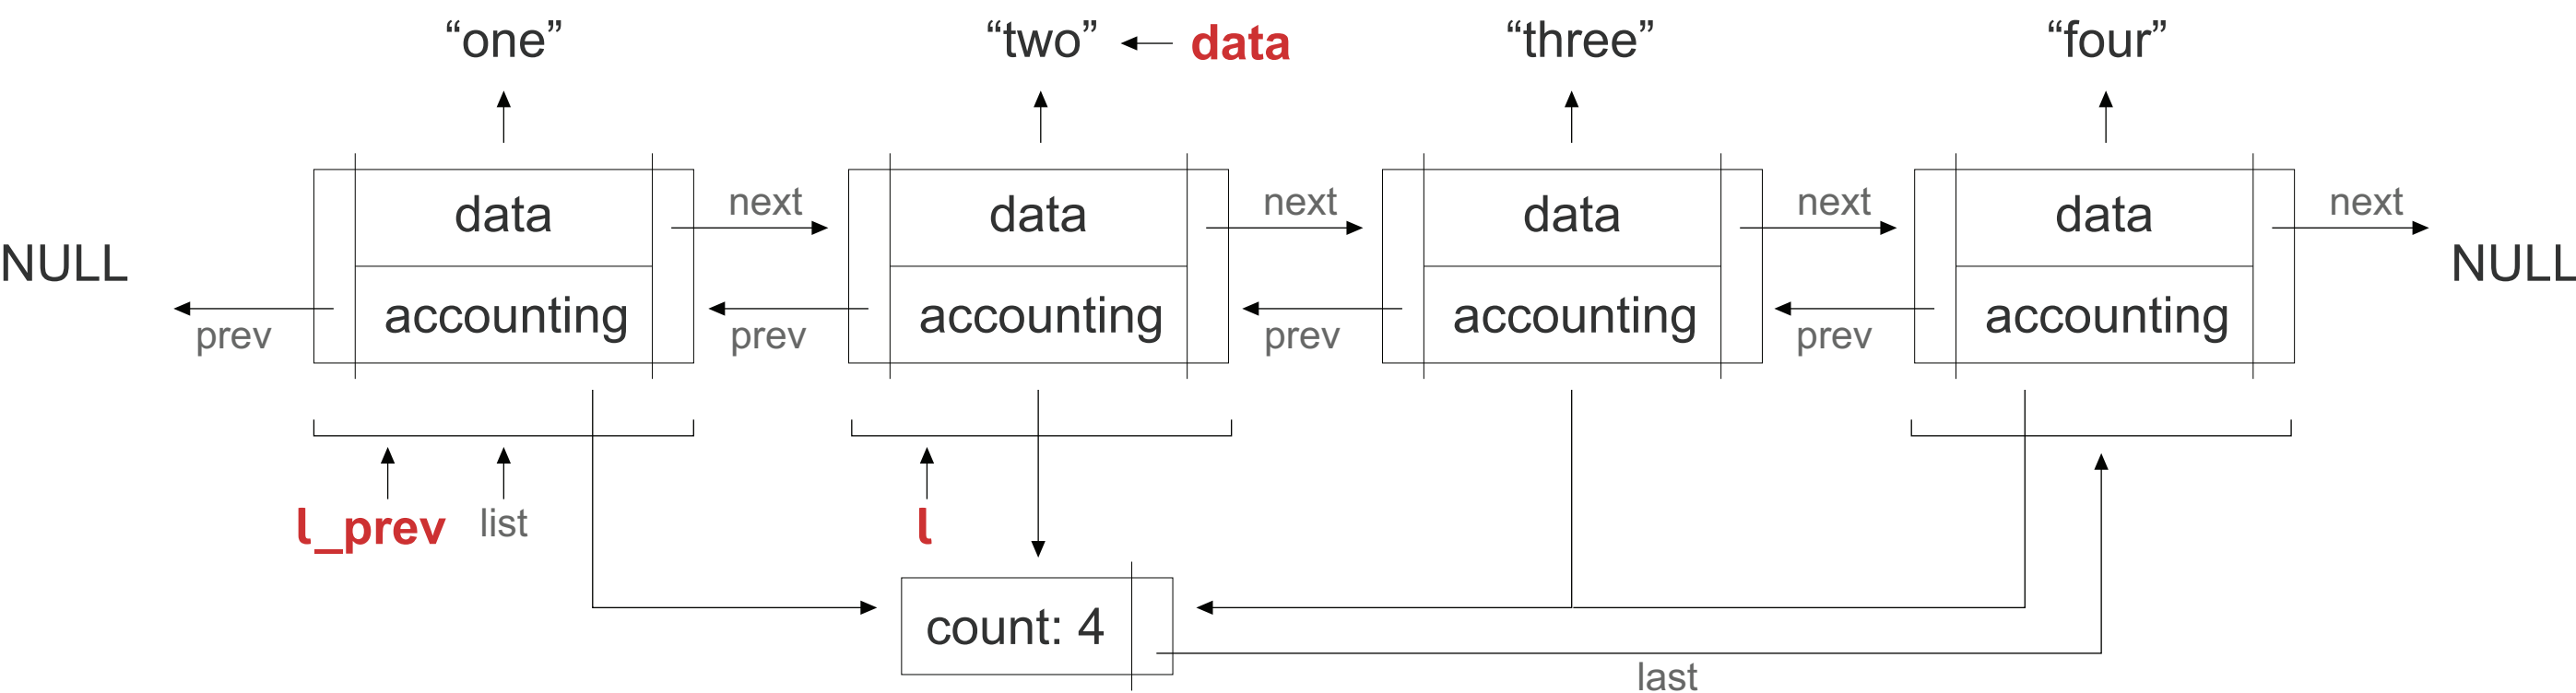 “one”
“two”
data
“three”
“four”
data
next
data
next
data
next
data
next
NULL
NULL
accounting
accounting
accounting
accounting
prev
prev
prev
prev
l_prev
list
l
count: 4
last